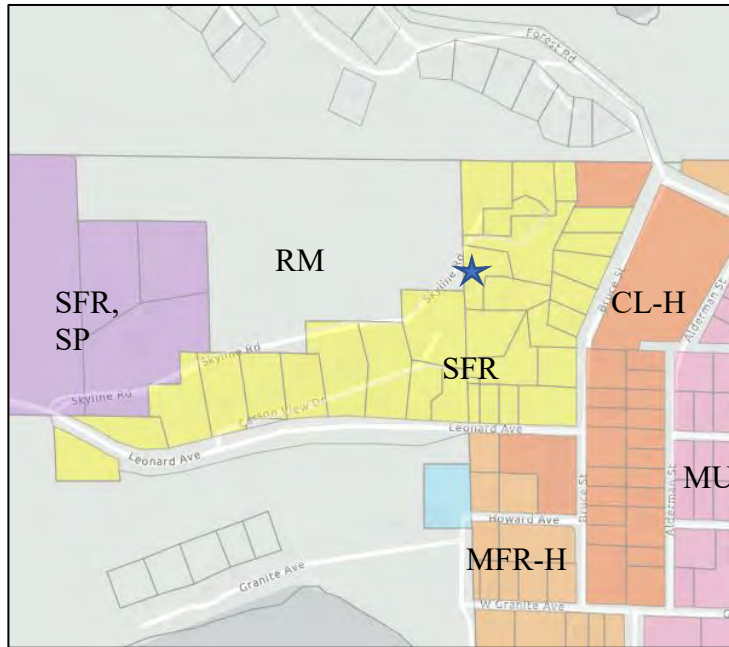 Forest Rd
RM
Skyline Rd
SFR,
SP
Bruce St
CL-H
Alderman St
Skyline Rd
SFR
Skyline Rd
Carson View Dr
Leonard Ave
Leonard Ave
MU
Bruce St
Alderman St
Howard Ave
MFR-H
Granite Ave
W Granite Ave
G